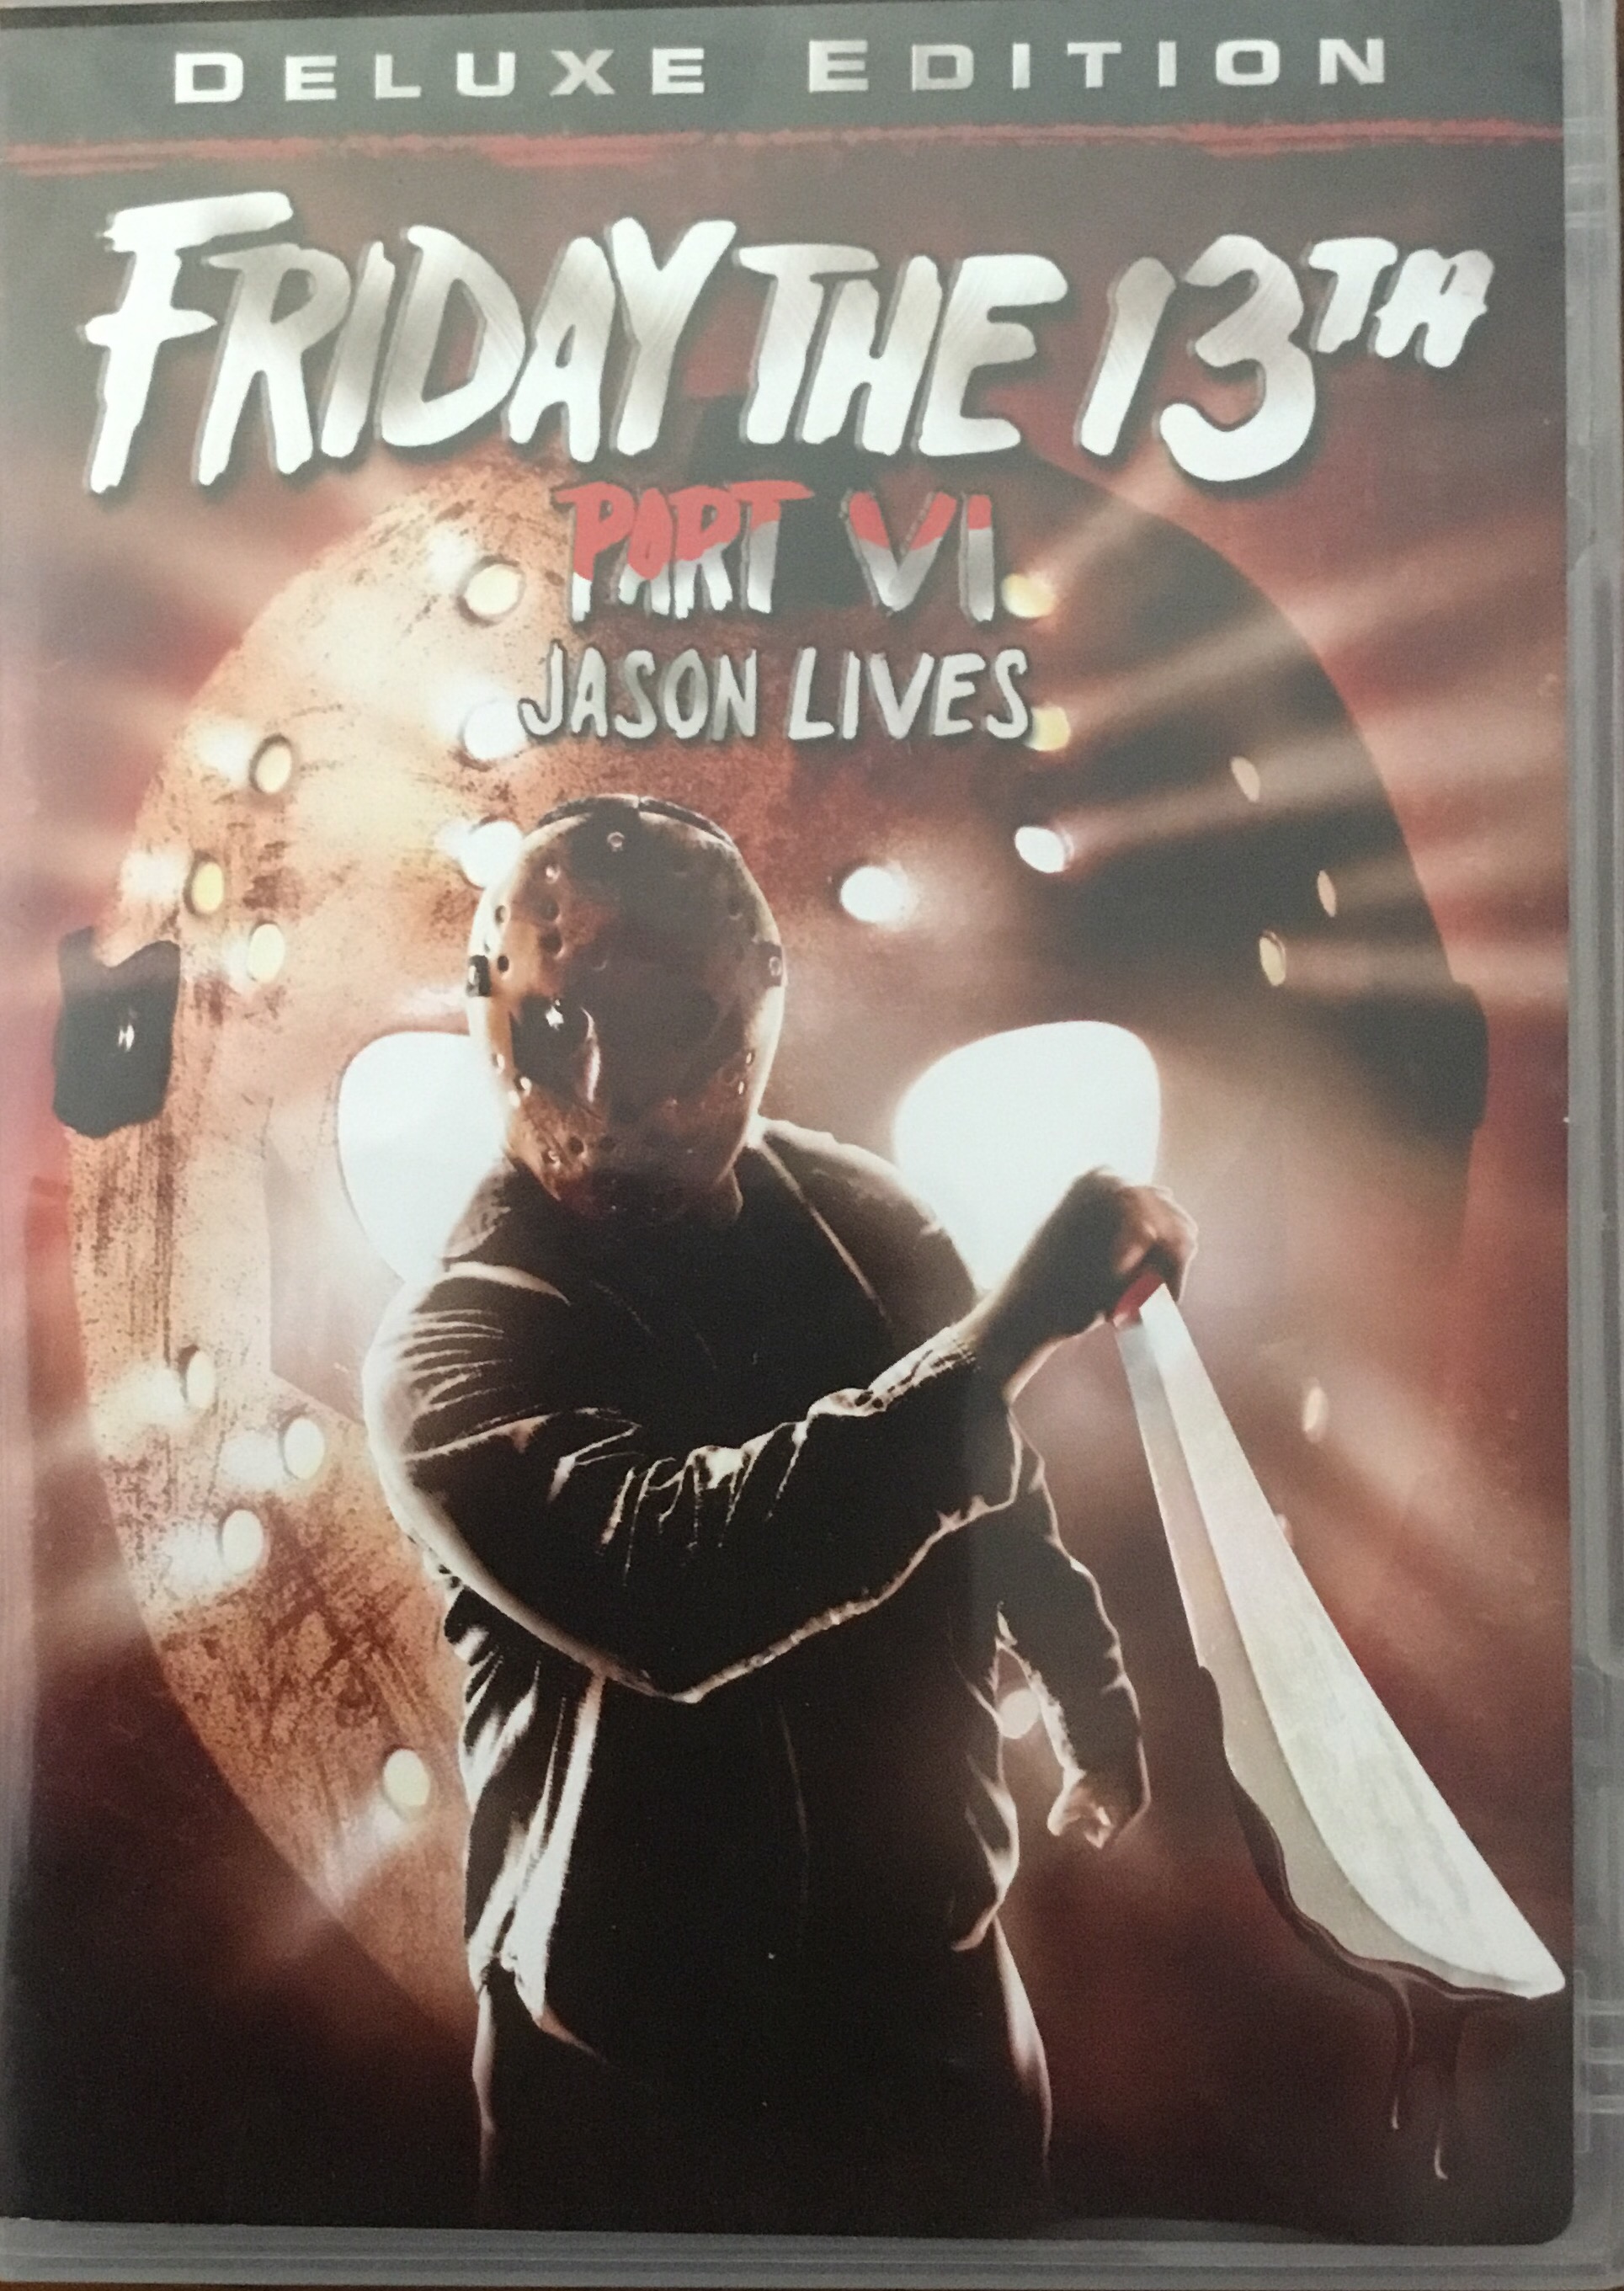 DELUXE EDITION
FRIDAY THE 13TH
PART VI
JASON LIVES